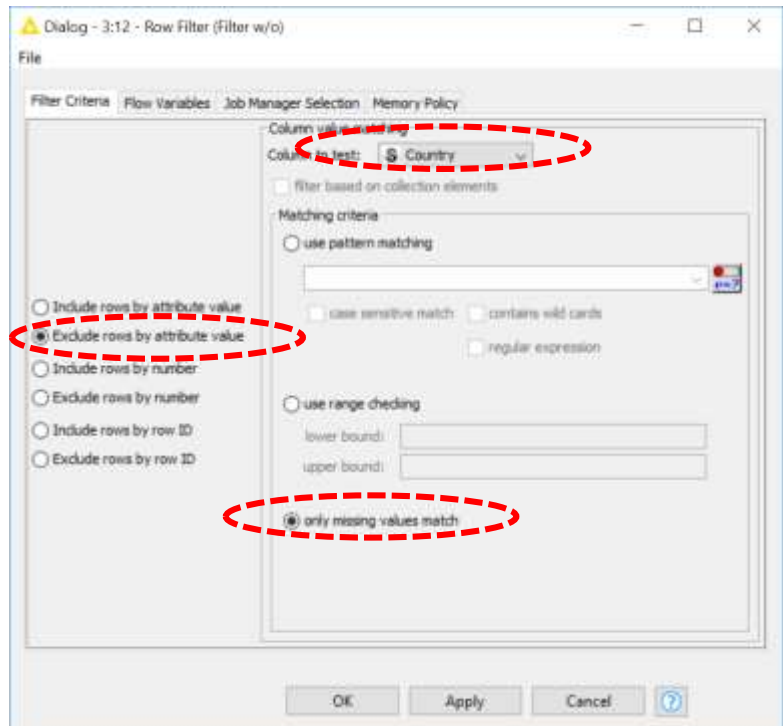 Dialog - 3:12 - Row Filter (Filter w/o)
File
Filter Criteria Flow Variables Job Manager Selection Memory Policy
Column value matching
Column to test: S Country
filter based on collection elements
Matching criteria
use pattern matching
Include rows by attribute value
case sensitive match contains wild cards
Exclude rows by attribute value
regular expression
Include rows by number
Exclude rows by number
use range checking
Include rows by row ID
lower bound:
Exclude rows by row ID
upper bound:
only missing values match
OK Apply Cancel ?